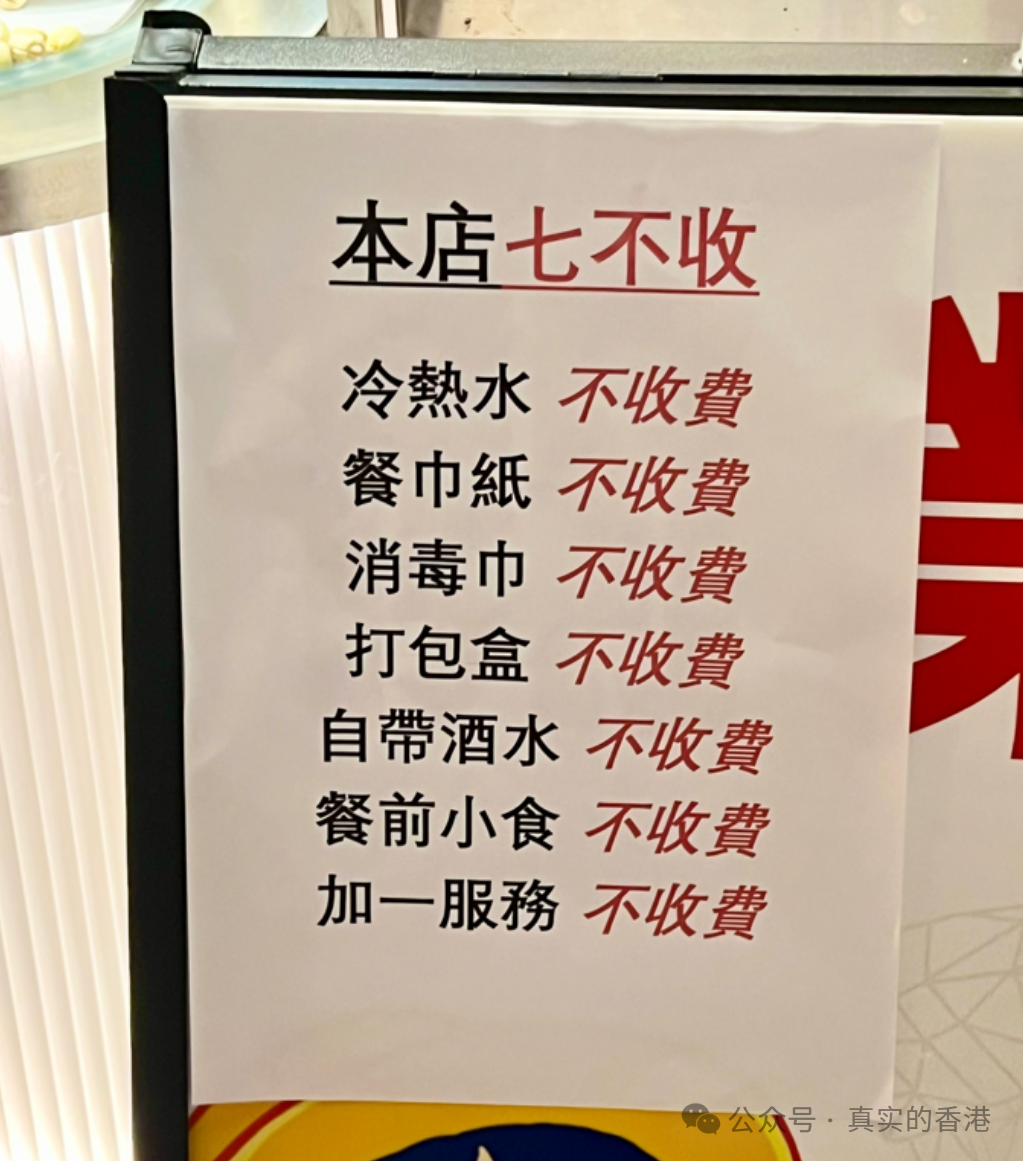 本店七不收
冷熱水 不收費
餐巾紙 不收費
消毒巾 不收費
打包盒 不收費
自帶酒水 不收費
餐前小食 不收費
加一服務 不收費
公众号 · 真实的香港